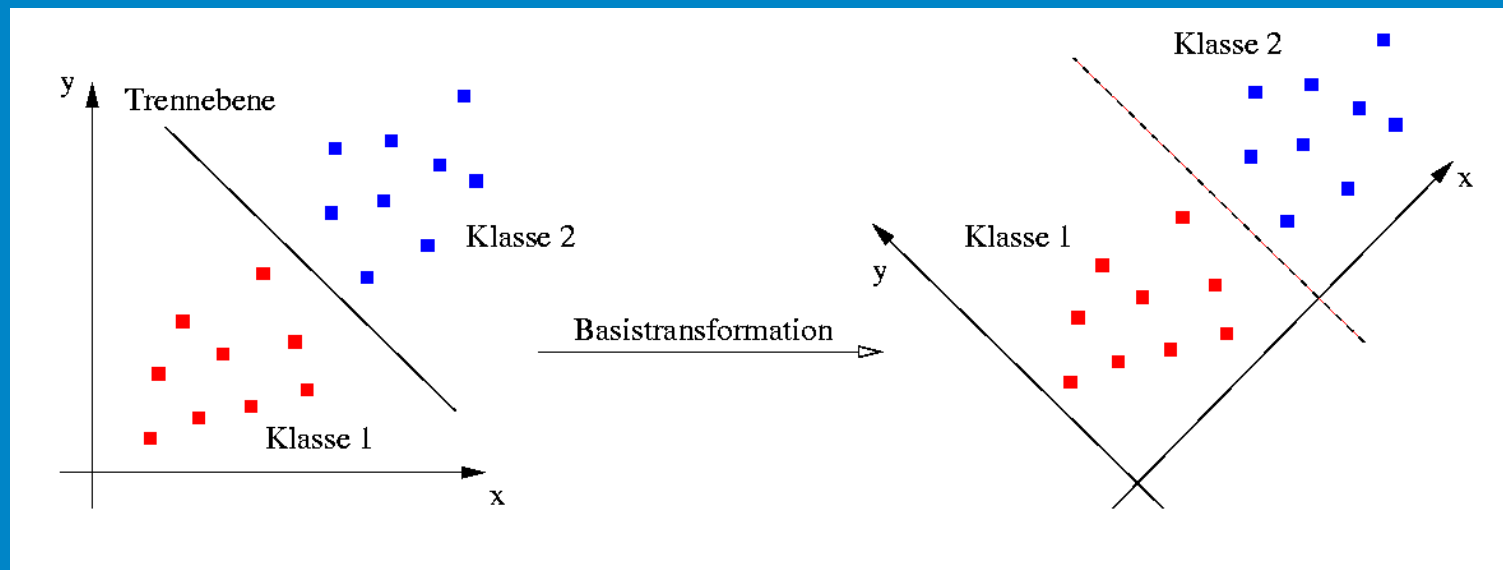 y
Trennebene
Klasse 2
Klasse 1
x
Basistransformation
Klasse 2
Klasse 1
y
x